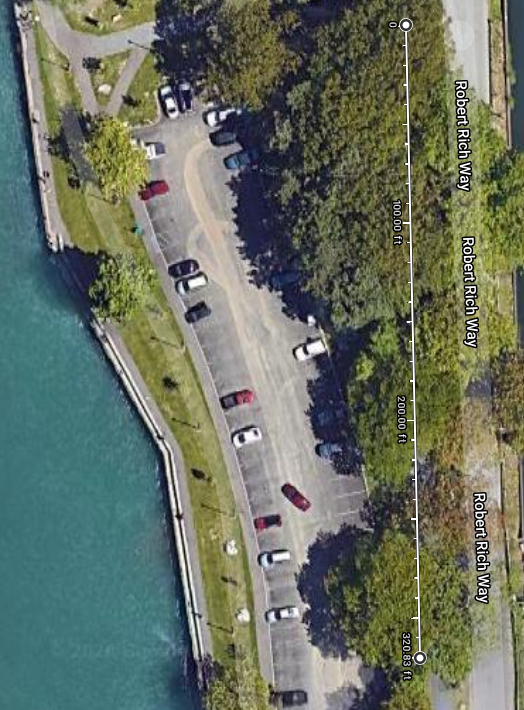 0
Robert Rich Way
100.00 ft
Robert Rich Way
200.00 ft
Robert Rich Way
320.83 ft